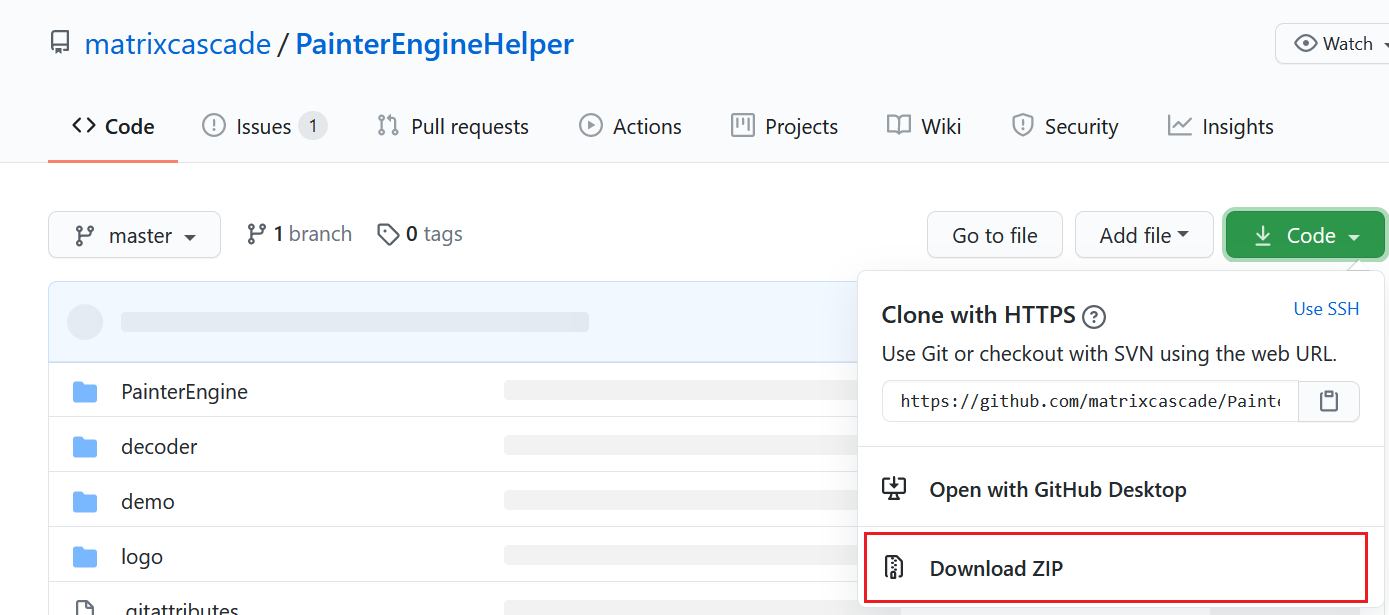 matrixcascade / PainterEngineHelper
Watch
Code Issues 1 Pull requests Actions Projects Wiki Security Insights
master 1 branch 0 tags Go to file Add file Code
Clone with HTTPS ? Use SSH
Use Git or checkout with SVN using the web URL.
https://github.com/matrixcascade/Painte
Open with GitHub Desktop
Download ZIP
PainterEngine
decoder
demo
logo
.gitattributes